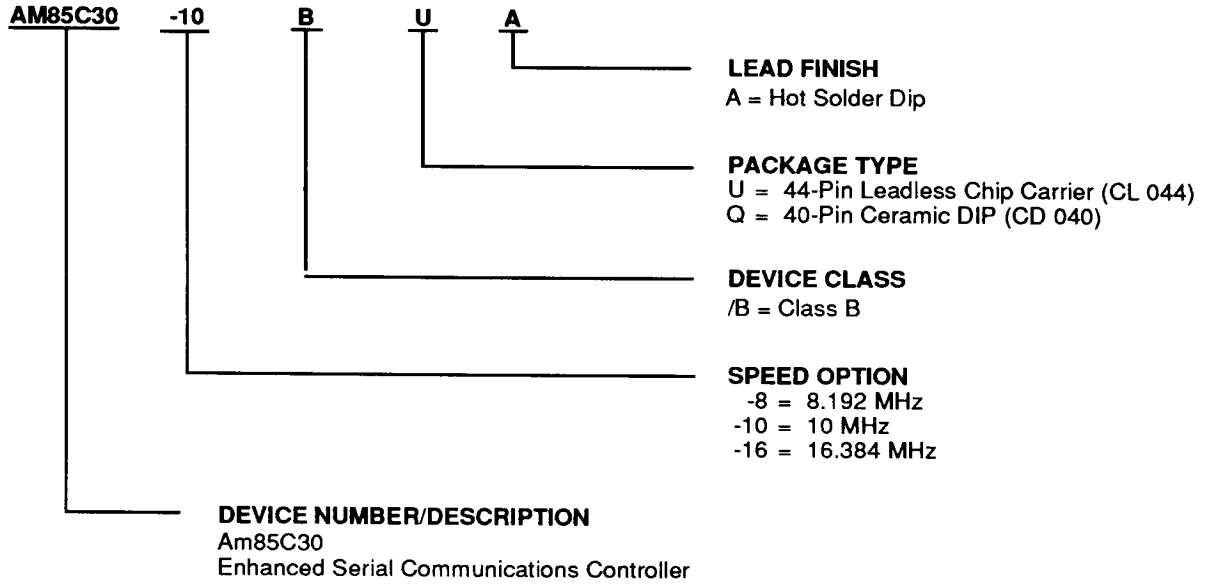 AM85C30 -10 B U A
LEAD FINISH
A = Hot Solder Dip
PACKAGE TYPE
U = 44-Pin Leadless Chip Carrier (CL 044)
Q = 40-Pin Ceramic DIP (CD 040)
DEVICE CLASS
/B = Class B
SPEED OPTION
-8 = 8.192 MHz
-10 = 10 MHz
-16 = 16.384 MHz
DEVICE NUMBER/DESCRIPTION
Am85C30
Enhanced Serial Communications Controller